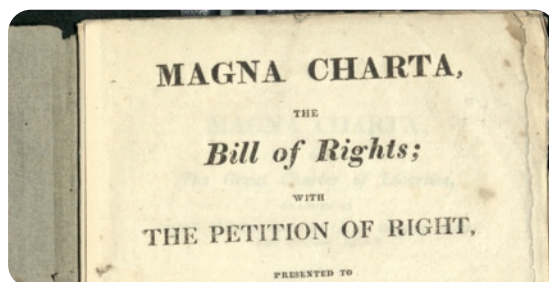 MAGNA CHARTA,
THE
Bill of Rights;
WITH
THE PETITION OF RIGHT,
PRESENTED TO